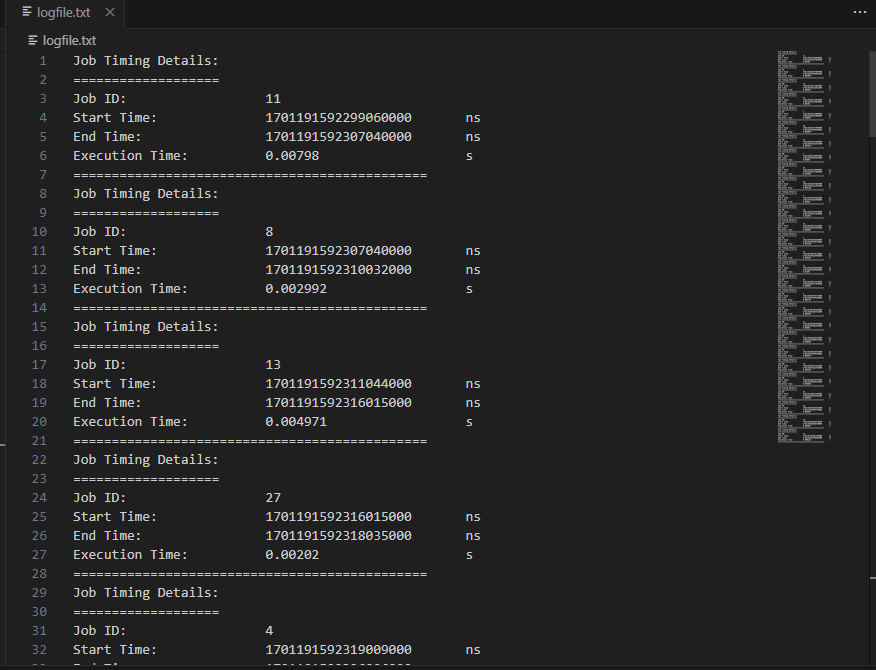 logfile.txt
logfile.txt
1 Job Timing Details:
2 ===================
3 Job ID: 11
4 Start Time: 1701191592299060000 ns
5 End Time: 1701191592307040000 ns
6 Execution Time: 0.00798 s
7 ==============================================
8 Job Timing Details:
9 ===================
10 Job ID: 8
11 Start Time: 1701191592307040000 ns
12 End Time: 1701191592310032000 ns
13 Execution Time: 0.002992 s
14 ==============================================
15 Job Timing Details:
16 ===================
17 Job ID: 13
18 Start Time: 1701191592311044000 ns
19 End Time: 1701191592316015000 ns
20 Execution Time: 0.004971 s
21 ==============================================
22 Job Timing Details:
23 ===================
24 Job ID: 27
25 Start Time: 1701191592316015000 ns
26 End Time: 1701191592318035000 ns
27 Execution Time: 0.00202 s
28 ==============================================
29 Job Timing Details:
30 ===================
31 Job ID: 4
32 Start Time: 1701191592319009000 ns